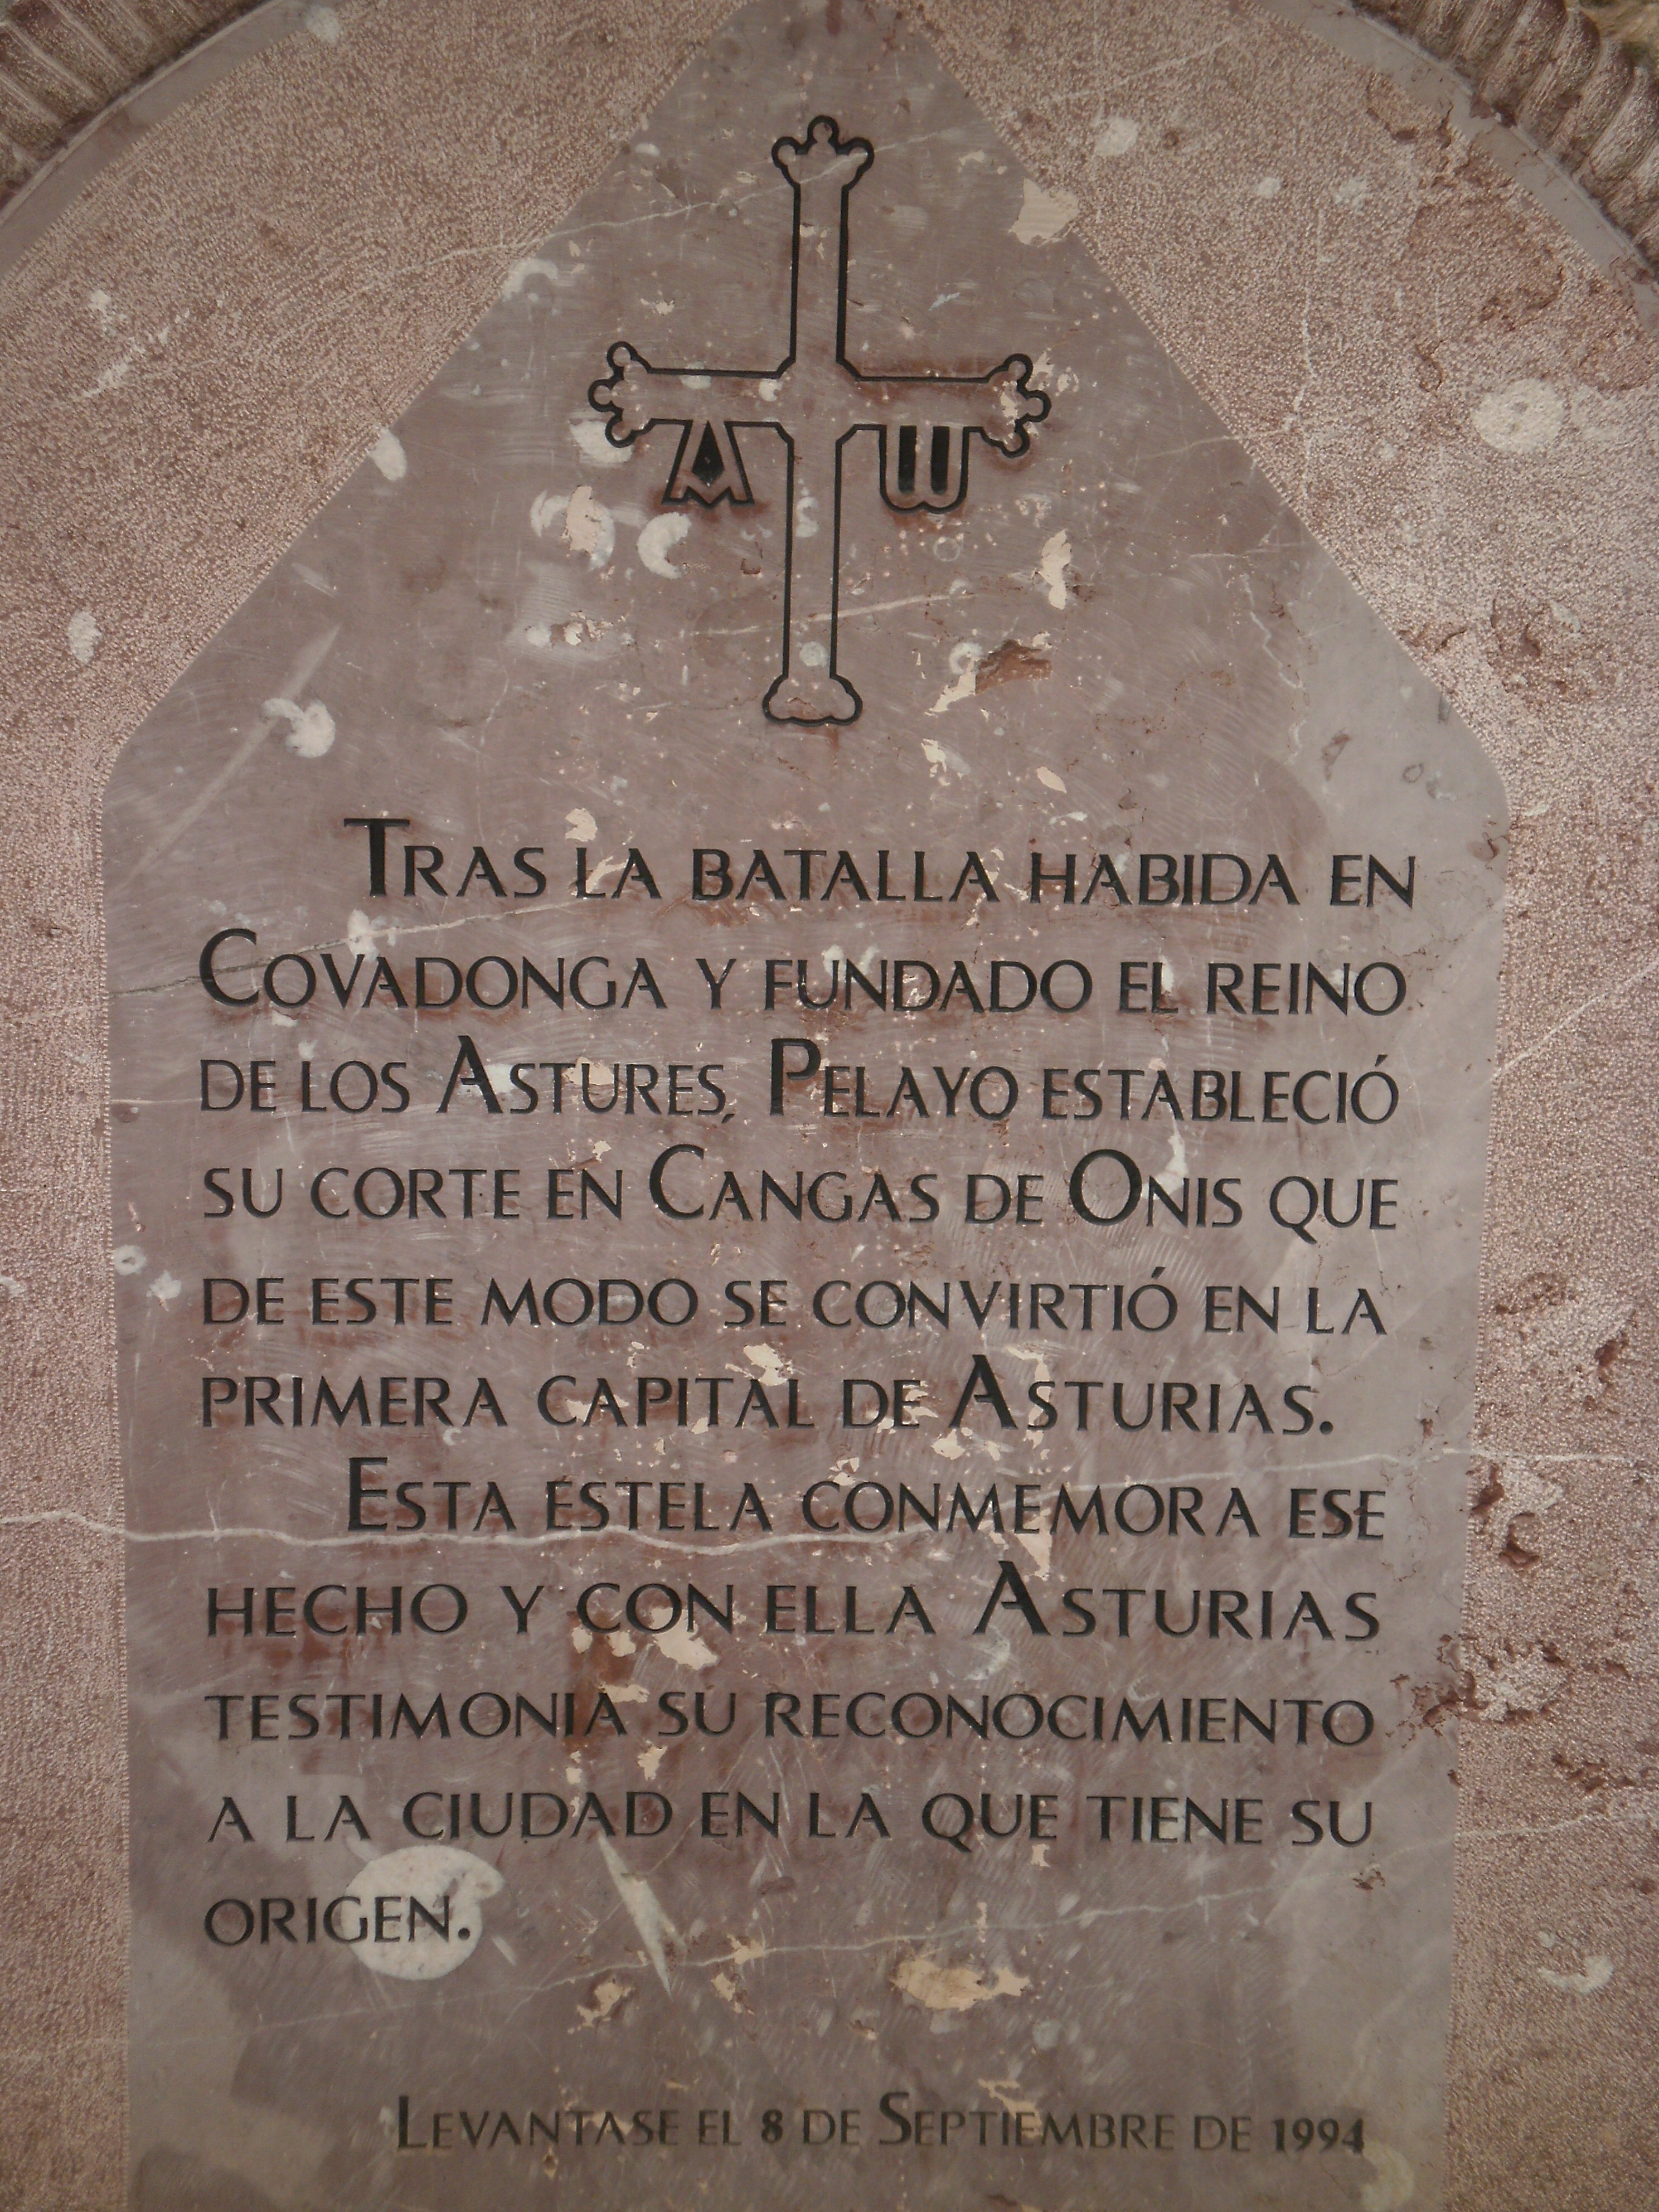 A W
TRAS LA BATALLA HABIDA EN
COVADONGA Y FUNDADO EL REINO
DE LOS ASTURES, PELAYO ESTABLECIÓ
SU CORTE EN CANGAS DE ONIS QUE
DE ESTE MODO SE CONVIRTIÓ EN LA
PRIMERA CAPITAL DE ASTURIAS.
ESTA ESTELA CONMEMORA ESE
HECHO Y CON ELLA ASTURIAS
TESTIMONIA SU RECONOCIMIENTO
A LA CIUDAD EN LA QUE TIENE SU
ORIGEN.
LEVANTASE EL 8 DE SEPTIEMBRE DE 1994